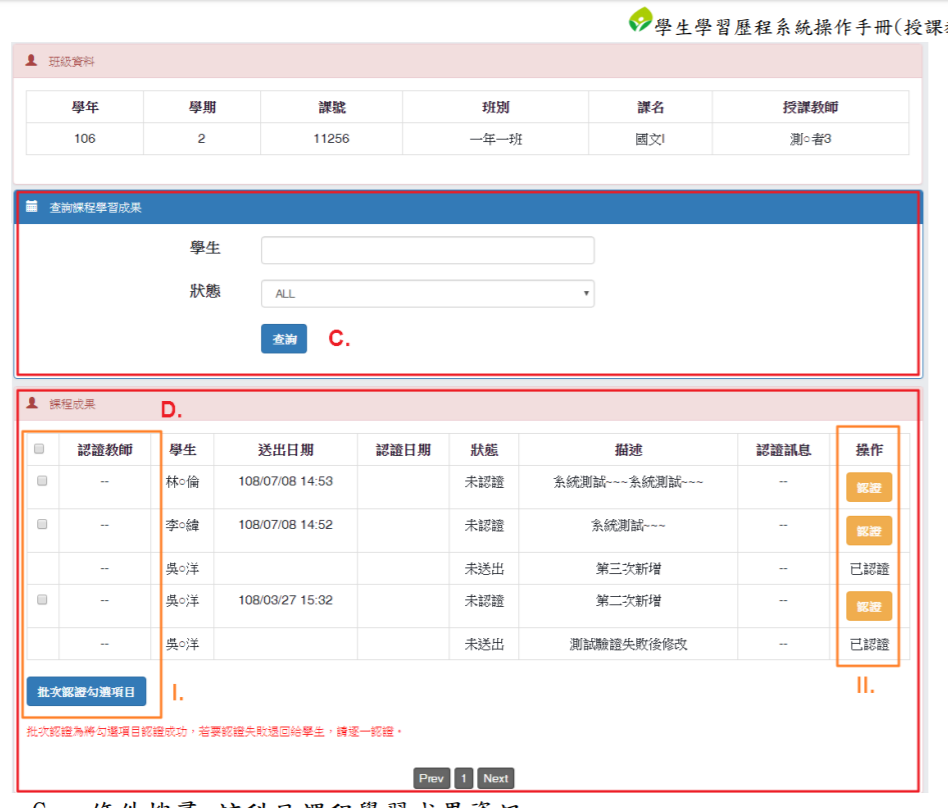 學生學習歷程系統操作手冊(授課
班級資料
學年 學期 課號 班別 課名 授課教師
106 2 11256 一年一班 國文I 測○者3
查詢課程學習成果
學生
狀態 ALL
查詢 C.
課程成果
D.
認證教師 學生 送出日期 認證日期 狀態 描述 認證訊息 操作
-- 林○倫 108/07/08 14:53 未認證 系統測試~~~系統測試~~~ -- 認證
-- 李○緯 108/07/08 14:52 未認證 系統測試~~~ -- 認證
-- 吳○洋 未送出 第三次新增 -- 已認證
-- 吳○洋 108/03/27 15:32 未認證 第二次新增 -- 認證
-- 吳○洋 未送出 測試驗證失敗後修改 -- 已認證
批次認證勾選項目 I. II.
批次認證為將勾選項目認證成功，若要認證失敗退回給學生，請逐一認證。
Prev 1 Next